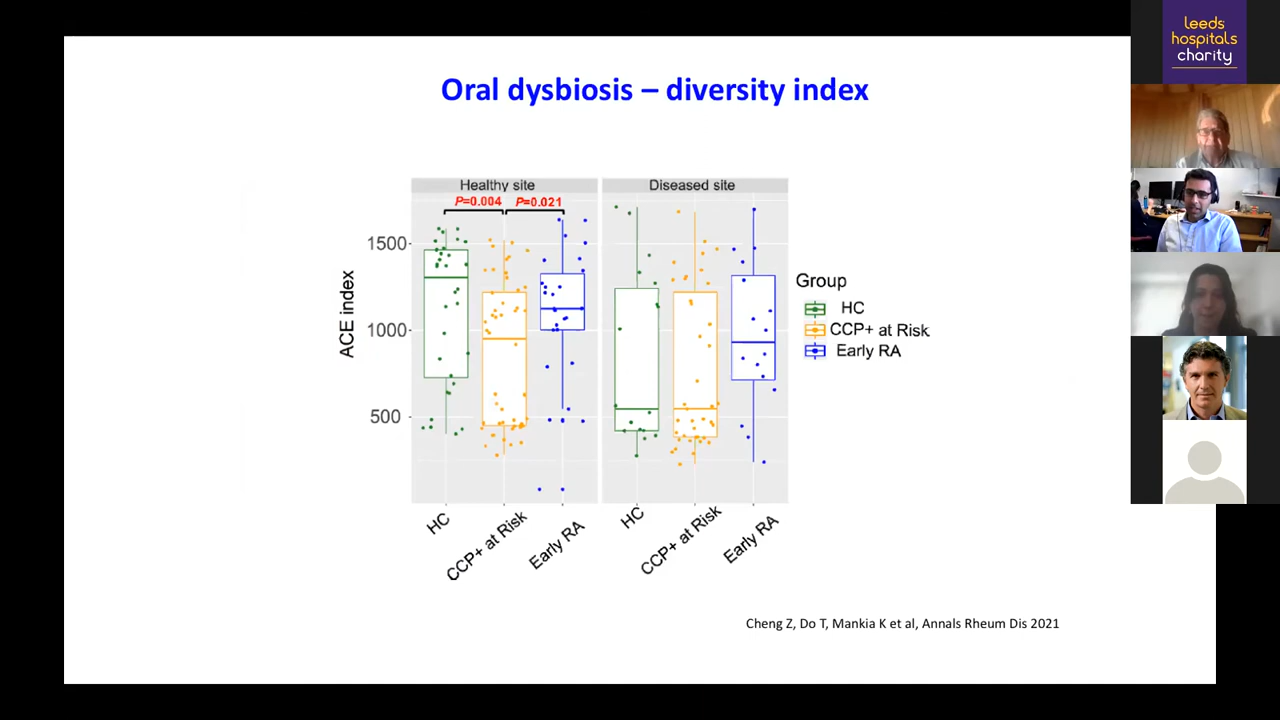 Oral dysbiosis – diversity index
leeds
hospitals
charity
Healthy site
Diseased site
P=0.004
P=0.021
1500
1000
500
ACE index
Group
HC
CCP+ at Risk
Early RA
HC
CCP+ at Risk
Early RA
HC
CCP+ at Risk
Early RA
Cheng Z, Do T, Mankia K et al, Annals Rheum Dis 2021